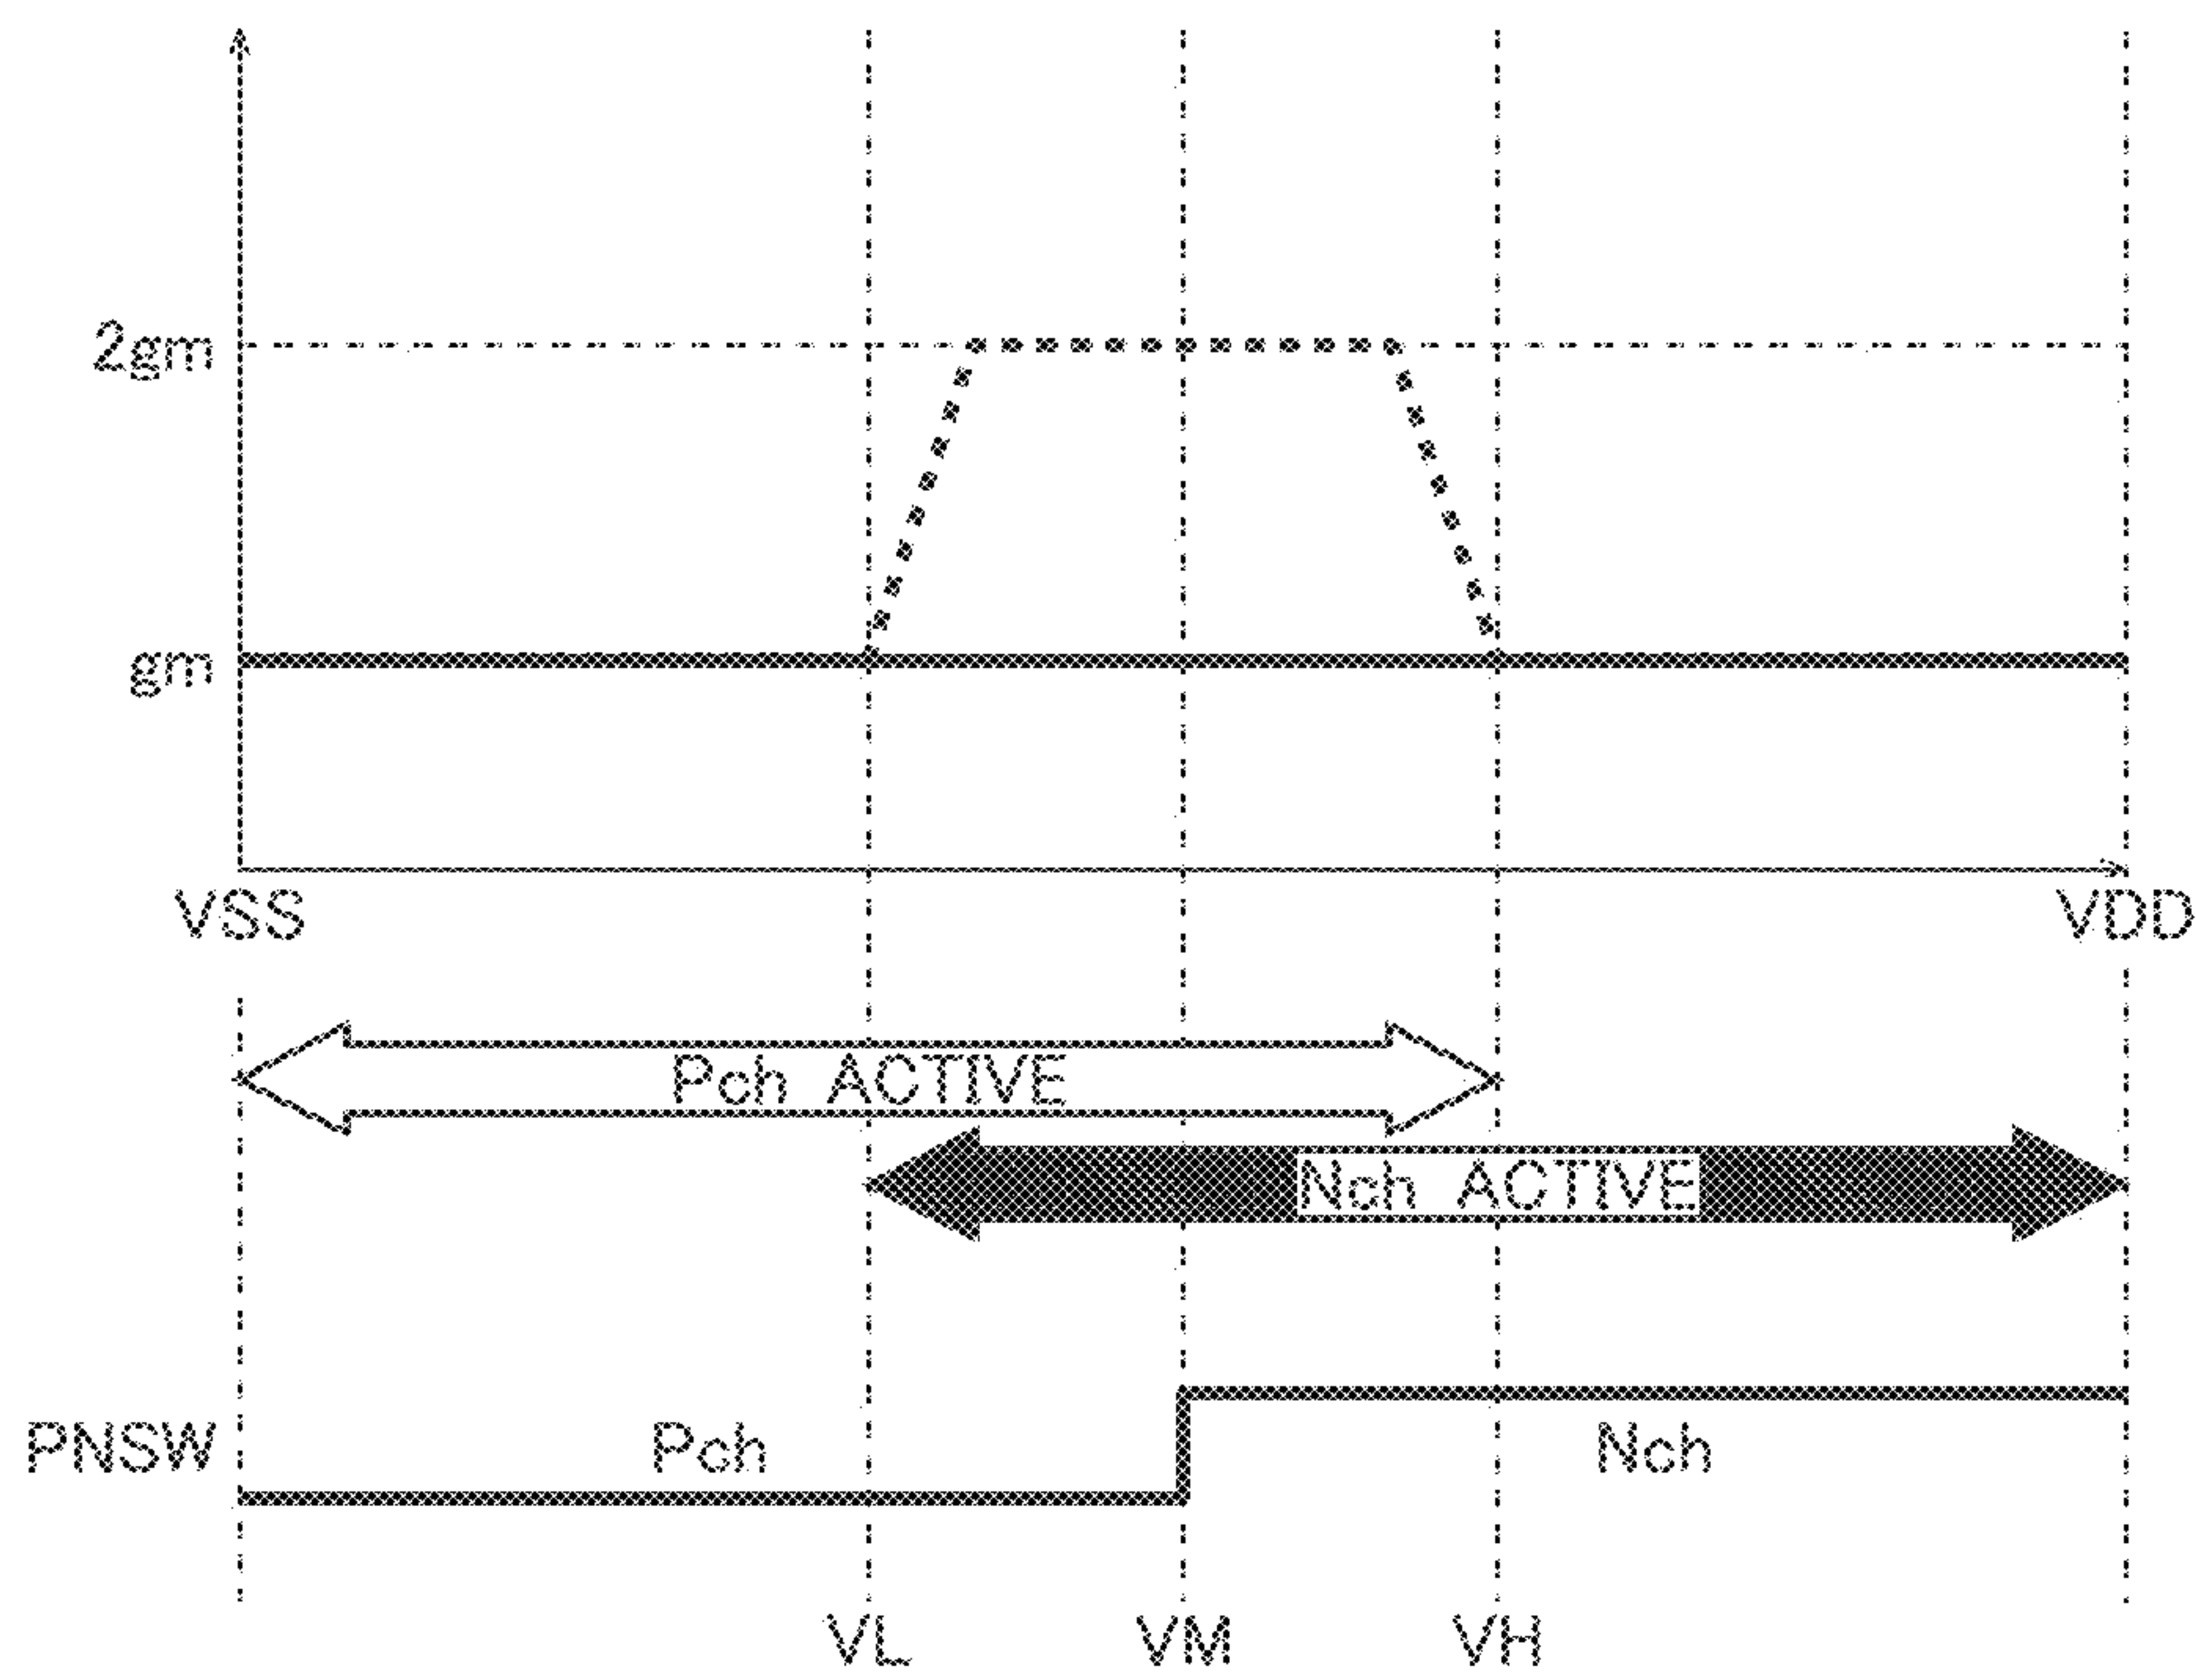 2gm
gm
VSS VDD
Pch ACTIVE
Nch ACTIVE
PNSW Pch Nch
VL VM VH